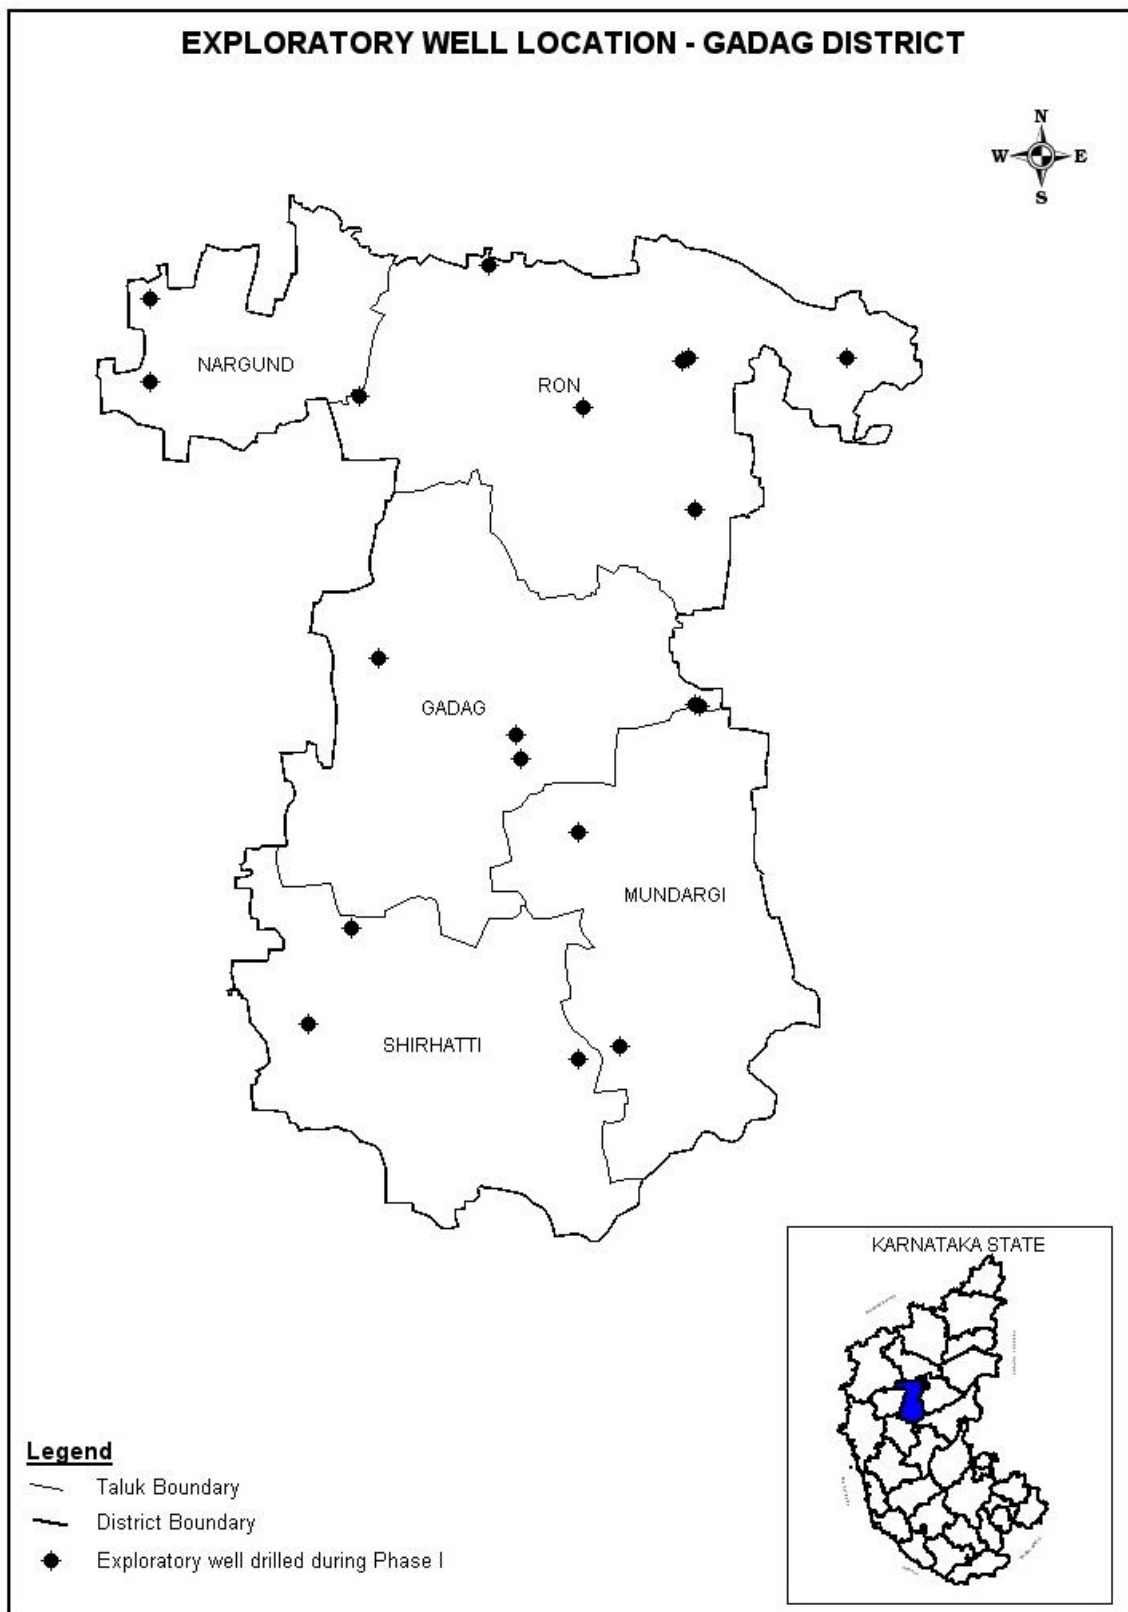 EXPLORATORY WELL LOCATION - GADAG DISTRICT
N
W E
S
NARGUND
RON
GADAG
MUNDARGI
SHIRHATTI
KARNATAKA STATE
Legend
Taluk Boundary
District Boundary
Exploratory well drilled during Phase I